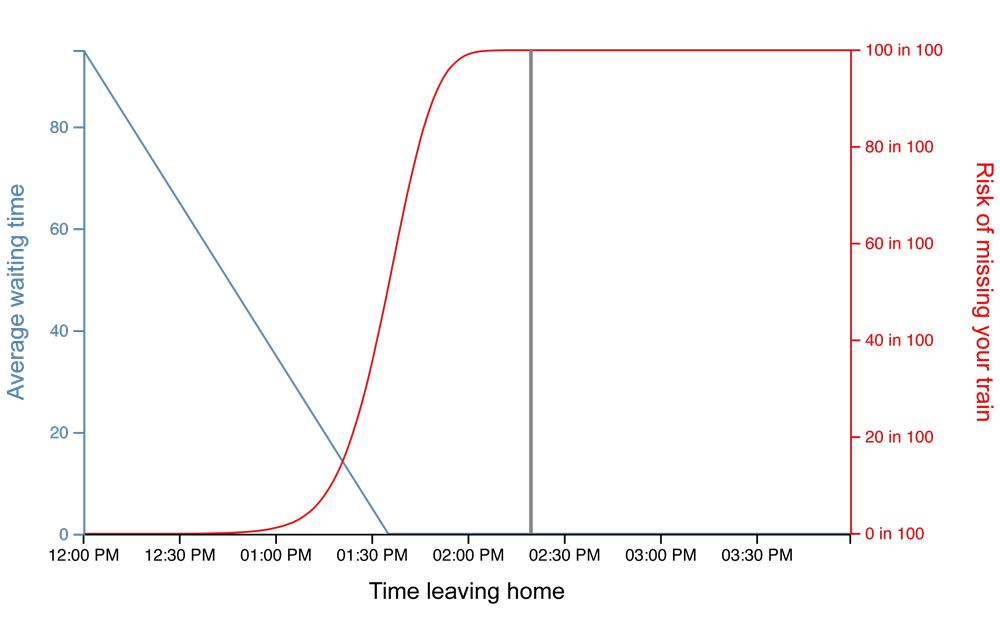 Average waiting time
80
60
40
20
0
100 in 100
80 in 100
60 in 100
40 in 100
20 in 100
0 in 100
Risk of missing your train
12:00 PM 12:30 PM 01:00 PM 01:30 PM 02:00 PM 02:30 PM 03:00 PM 03:30 PM
Time leaving home